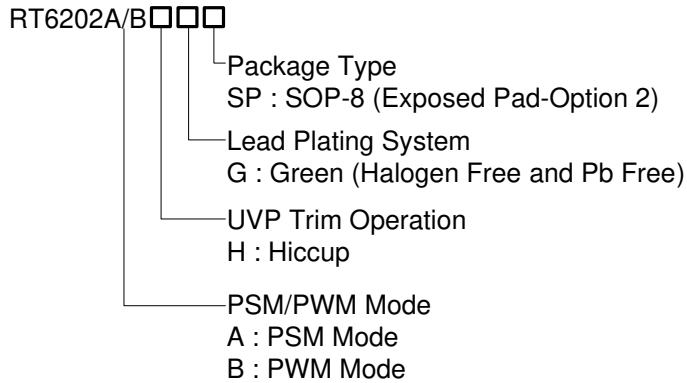 RT6202A/B□□□
Package Type
SP : SOP-8 (Exposed Pad-Option 2)
Lead Plating System
G : Green (Halogen Free and Pb Free)
UVP Trim Operation
H : Hiccup
PSM/PWM Mode
A : PSM Mode
B : PWM Mode